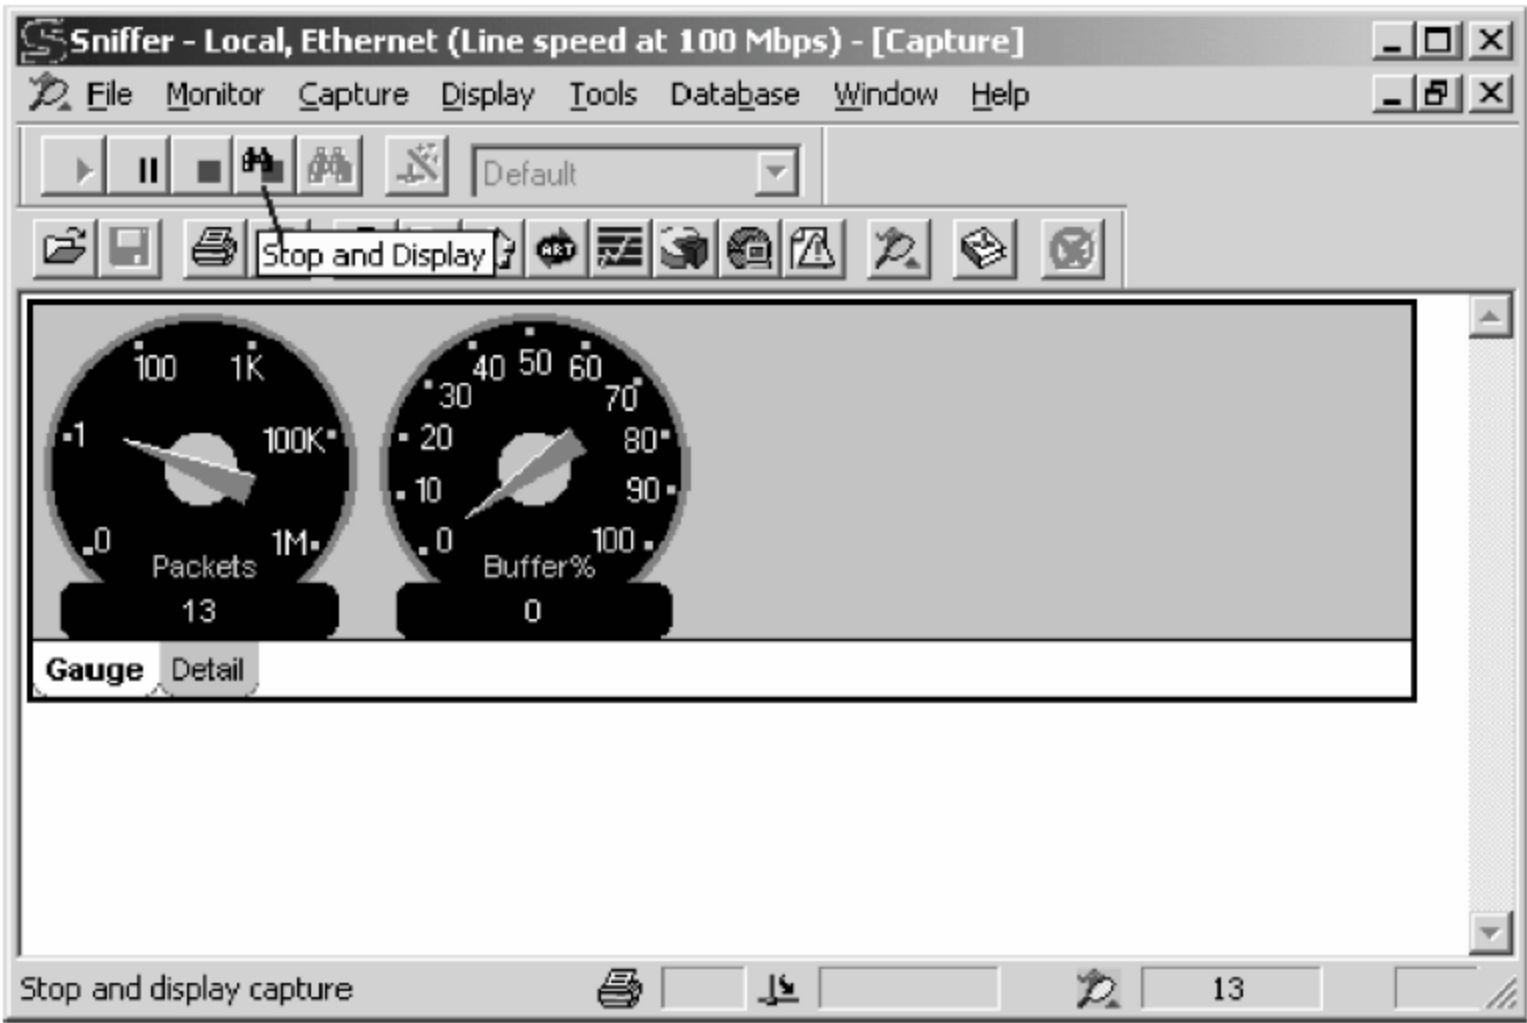 Sniffer - Local, Ethernet (Line speed at 100 Mbps) - [Capture]
File Monitor Capture Display Tools Database Window Help
Default
Stop and Display
ART
100 1K
1 100K
0 1M
Packets
13
40 50 60
30 70
20 80
10 90
0 100
Buffer%
0
Gauge Detail
Stop and display capture 13